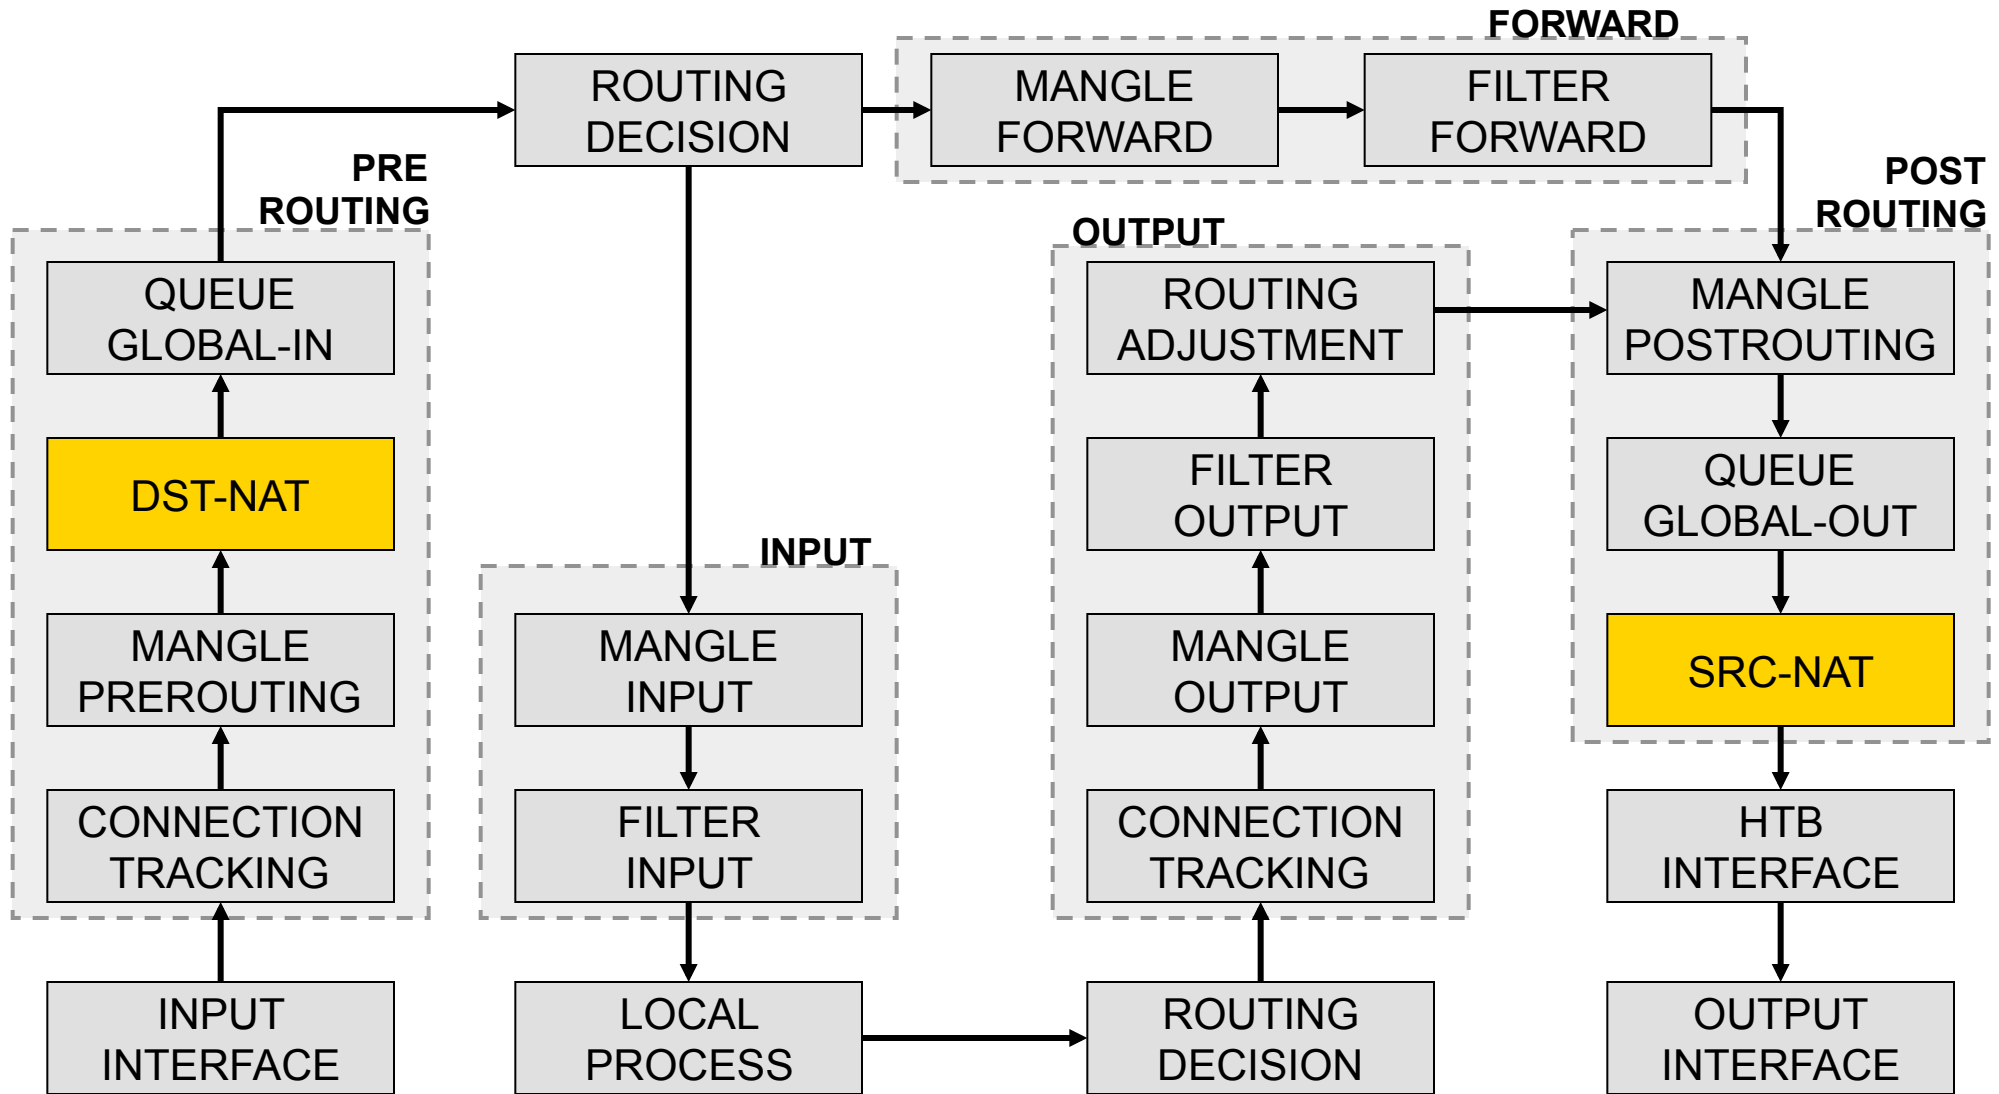 FORWARD
ROUTING
DECISION
MANGLE
FORWARD
FILTER
FORWARD
PRE
ROUTING
POST
ROUTING
OUTPUT
QUEUE
GLOBAL-IN
ROUTING
ADJUSTMENT
MANGLE
POSTROUTING
DST-NAT
FILTER
OUTPUT
QUEUE
GLOBAL-OUT
INPUT
MANGLE
PREROUTING
MANGLE
INPUT
MANGLE
OUTPUT
SRC-NAT
CONNECTION
TRACKING
FILTER
INPUT
CONNECTION
TRACKING
HTB
INTERFACE
INPUT
INTERFACE
LOCAL
PROCESS
ROUTING
DECISION
OUTPUT
INTERFACE